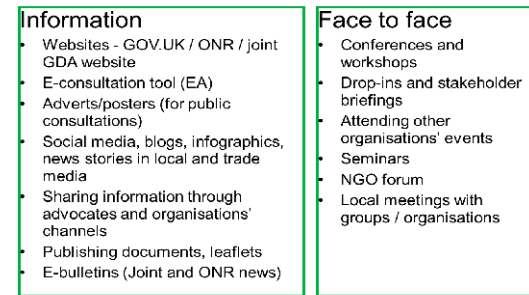 Information
• Websites - GOV.UK / ONR / joint
GDA website
• E-consultation tool (EA)
• Adverts/posters (for public
consultations)
• Social media, blogs, infographics,
news stories in local and trade
media
• Sharing information through
advocates and organisations'
channels
• Publishing documents, leaflets
• E-bulletins (Joint and ONR news)
Face to face
• Conferences and
workshops
• Drop-ins and stakeholder
briefings
• Attending other
organisations' events
• Seminars
• NGO forum
• Local meetings with
groups / organisations